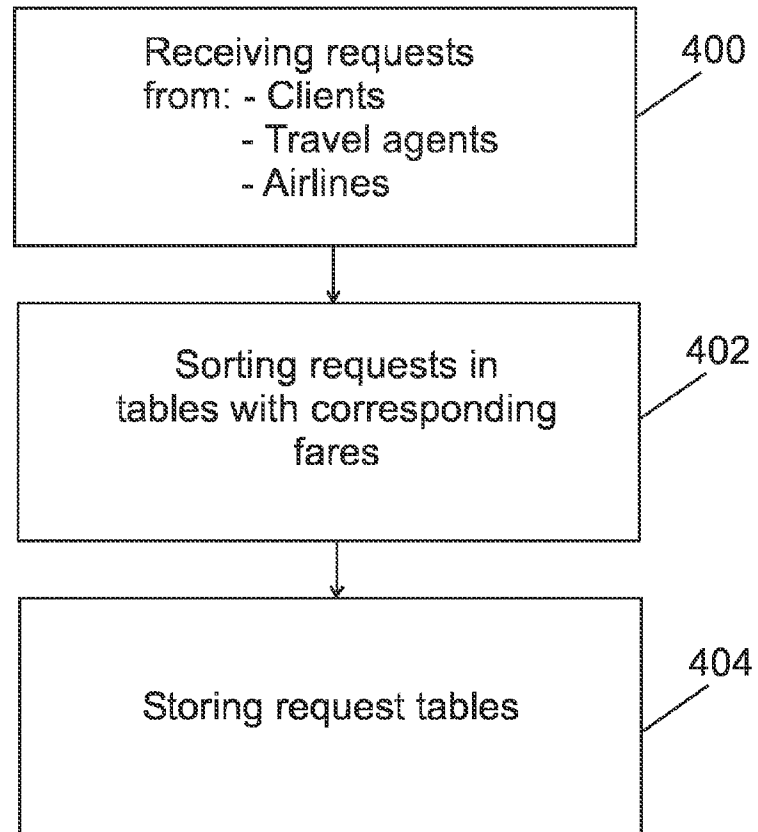 Receiving requests
from: - Clients
- Travel agents
- Airlines
400
Sorting requests in
tables with corresponding
fares
402
Storing request tables
404